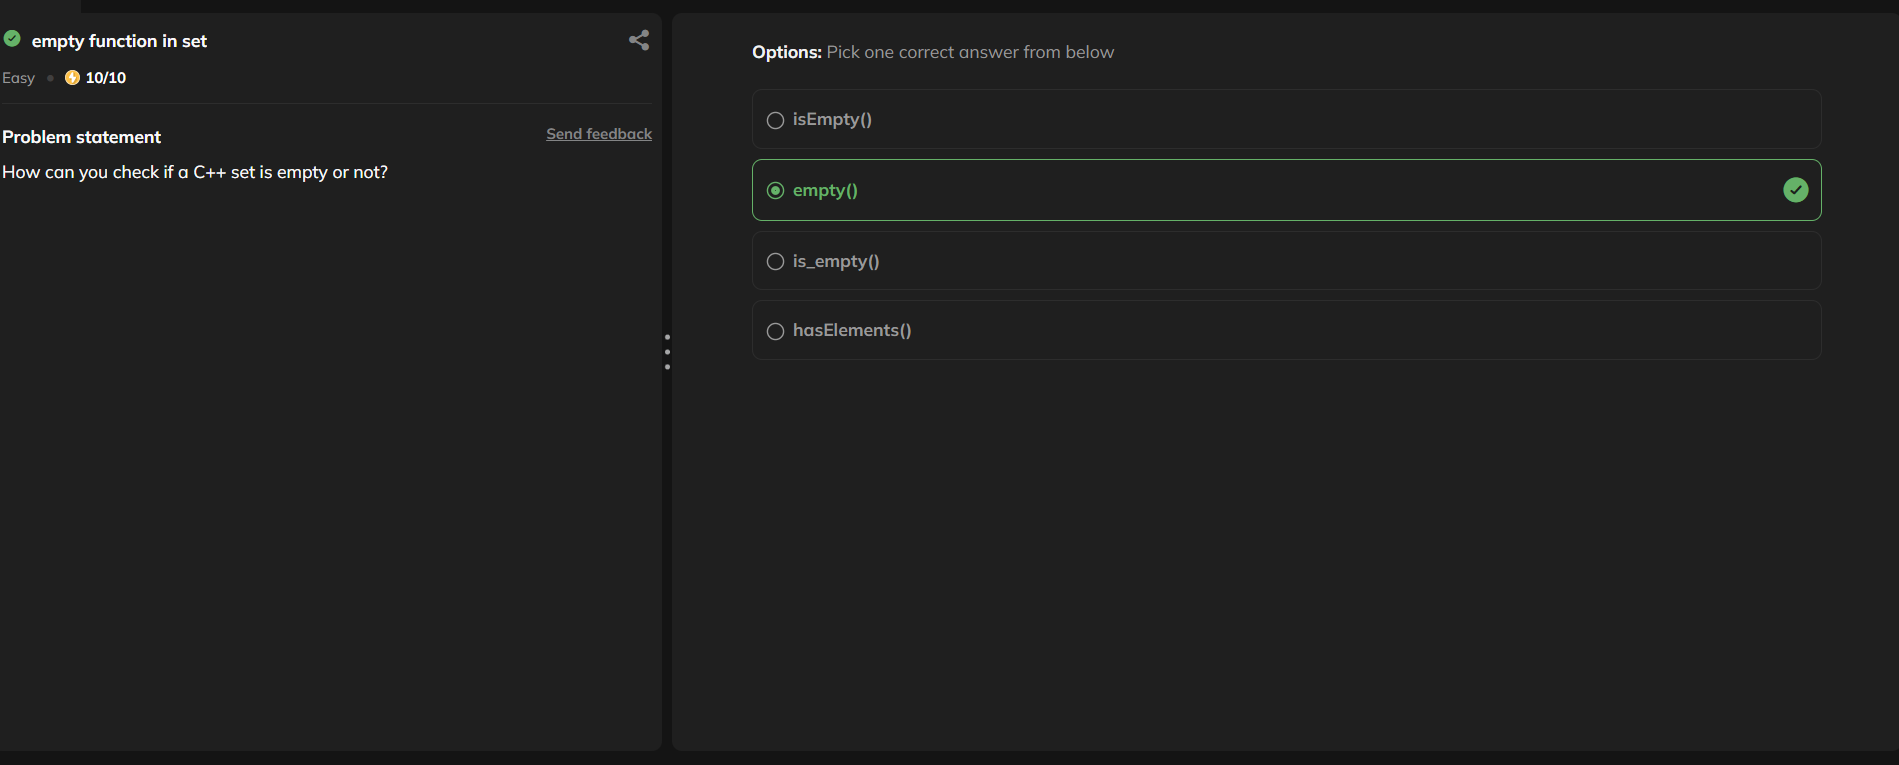 empty function in set
Easy • 10/10
Problem statement
Send feedback
How can you check if a C++ set is empty or not?
Options: Pick one correct answer from below
isEmpty()
empty()
is_empty()
hasElements()